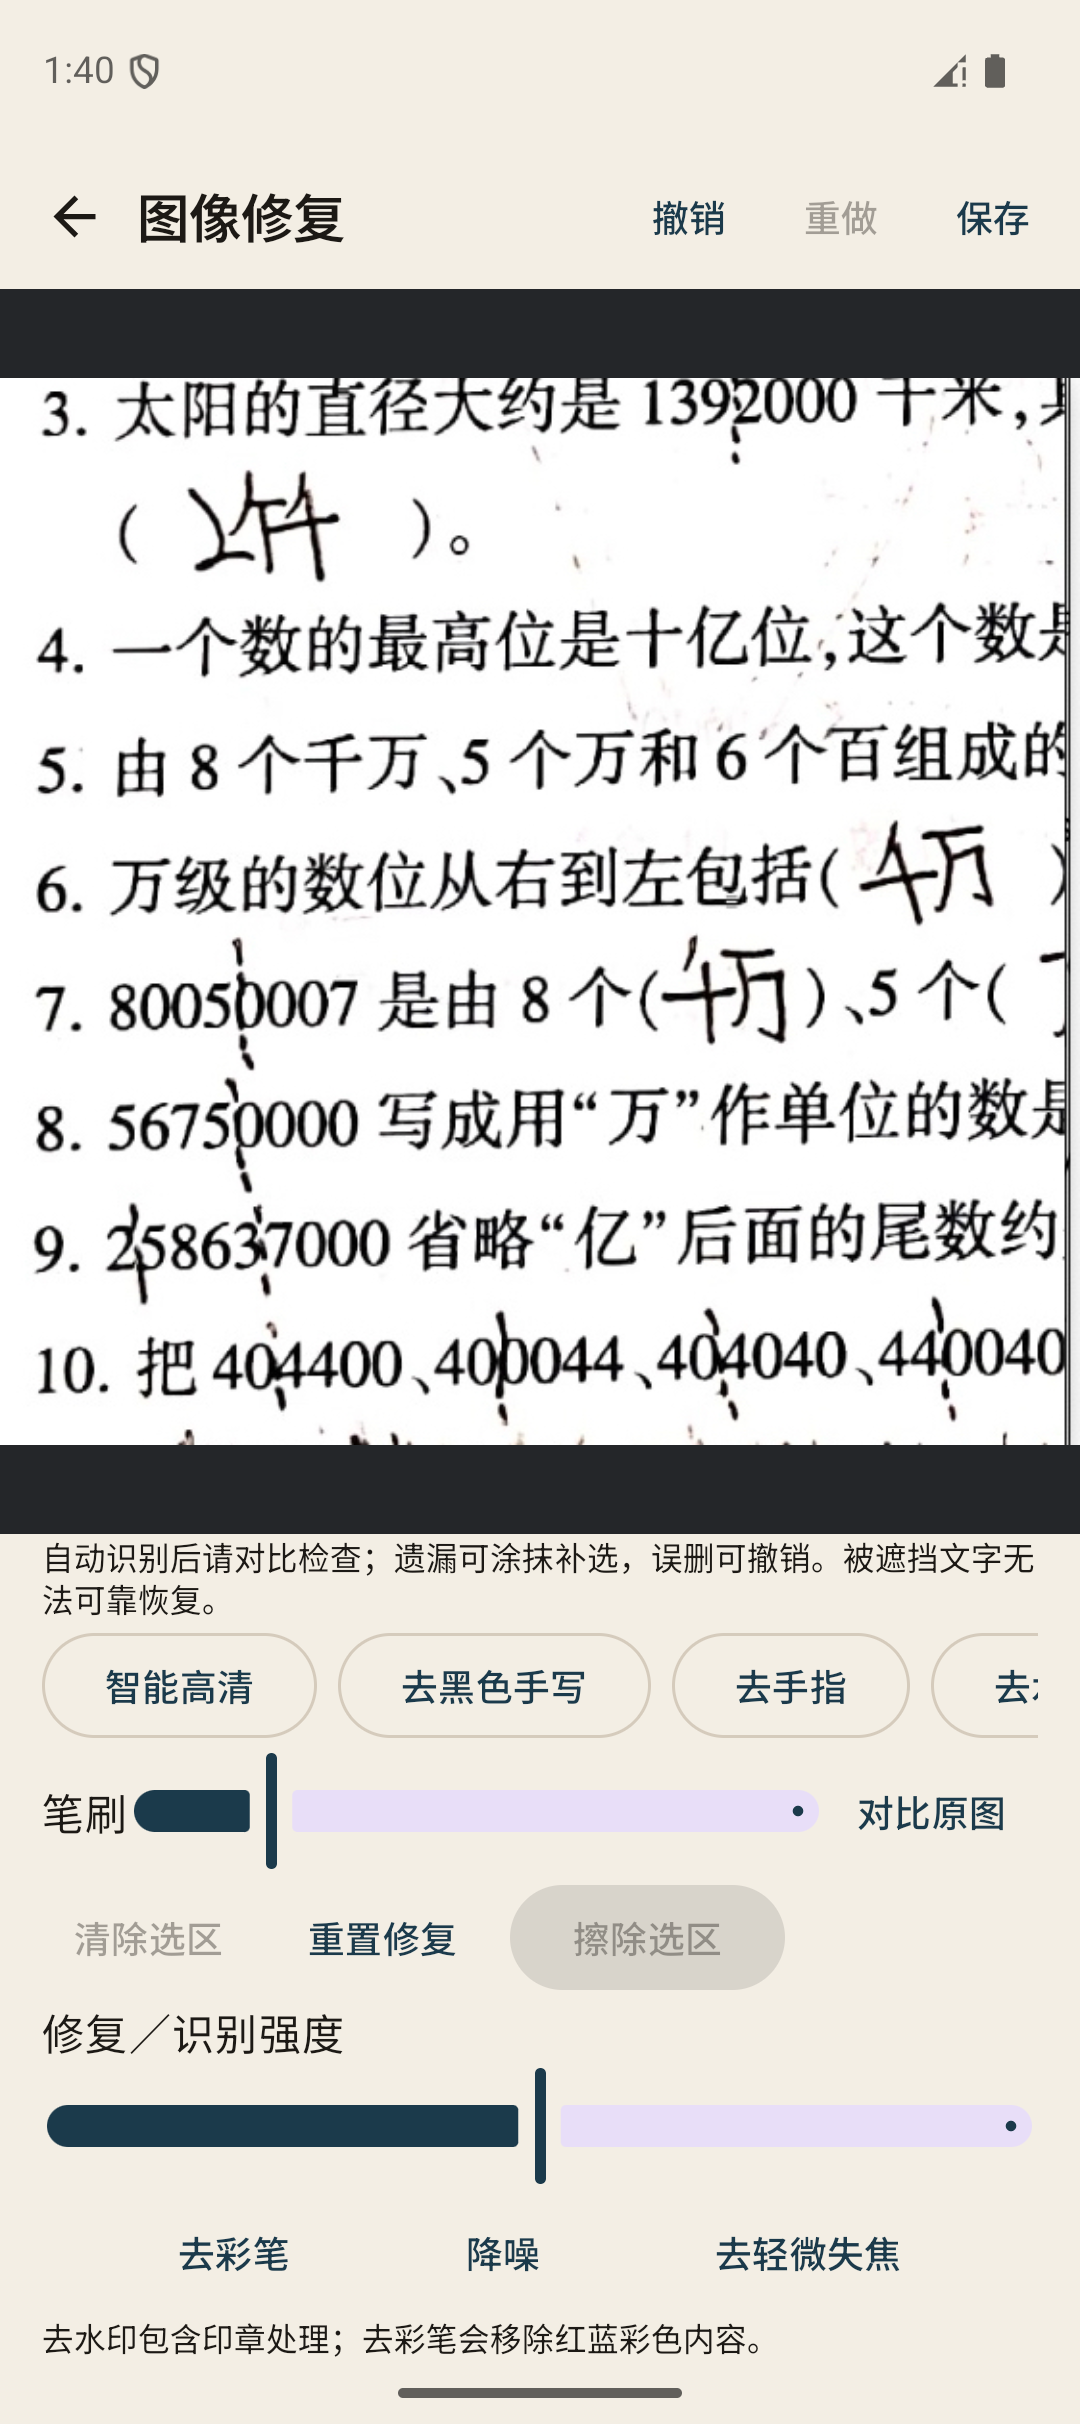 1:40
图像修复 撤销 重做 保存
3. 太阳的直径大约是 1392000 千米,
( )。
4. 一个数的最高位是十亿位,这个数是
5. 由 8 个千万、5 个万和 6 个百组成的
6. 万级的数位从右到左包括( 千万 )
7. 80050007 是由 8 个(千万)、5 个(
8. 56750000 写成用“万”作单位的数是
9. 258637000 省略“亿”后面的尾数约
10. 把 404400、400044、404040、440040
自动识别后请对比检查；遗漏可涂抹补选，误删可撤销。被遮挡文字无
法可靠恢复。
智能高清 去黑色手写 去手指 去
笔刷 对比原图
清除选区 重置修复 擦除选区
修复／识别强度
去彩笔 降噪 去轻微失焦
去水印包含印章处理；去彩笔会移除红蓝彩色内容。